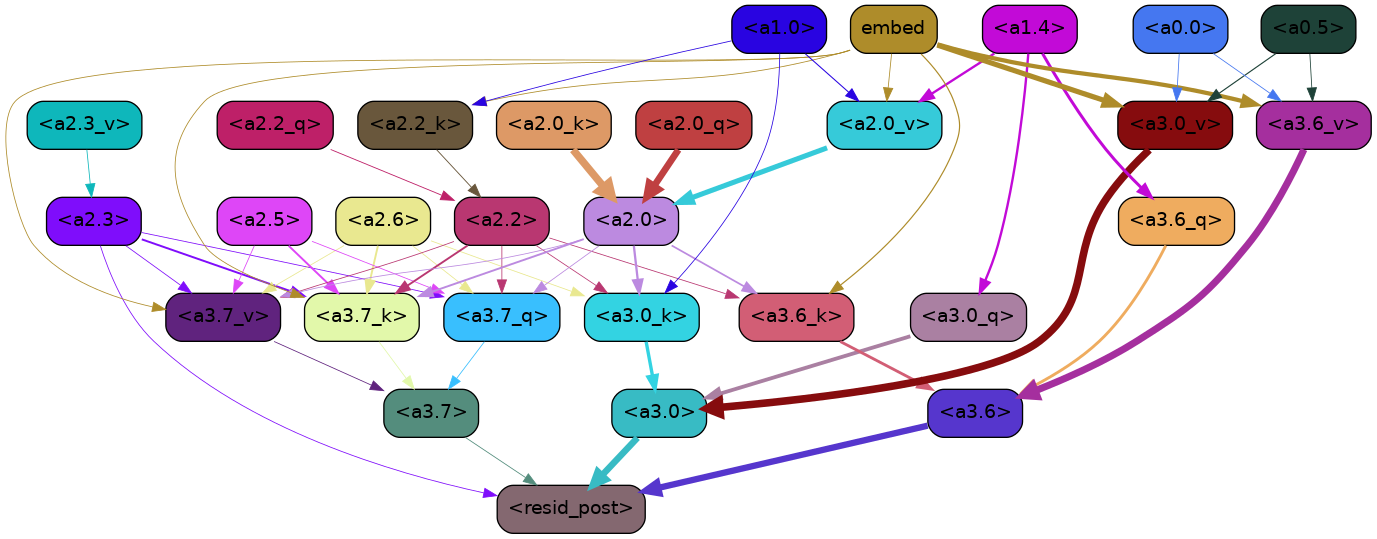 <a1.0> embed <a1.4> <a0.0> <a0.5>
<a2.3_v> <a2.2_q> <a2.2_k> <a2.0_k> <a2.0_q> <a2.0_v> <a3.0_v> <a3.6_v>
<a2.3> <a2.5> <a2.6> <a2.2> <a2.0> <a3.6_q>
<a3.7_v> <a3.7_k> <a3.7_q> <a3.0_k> <a3.6_k> <a3.0_q>
<a3.7> <a3.0> <a3.6>
<resid_post>